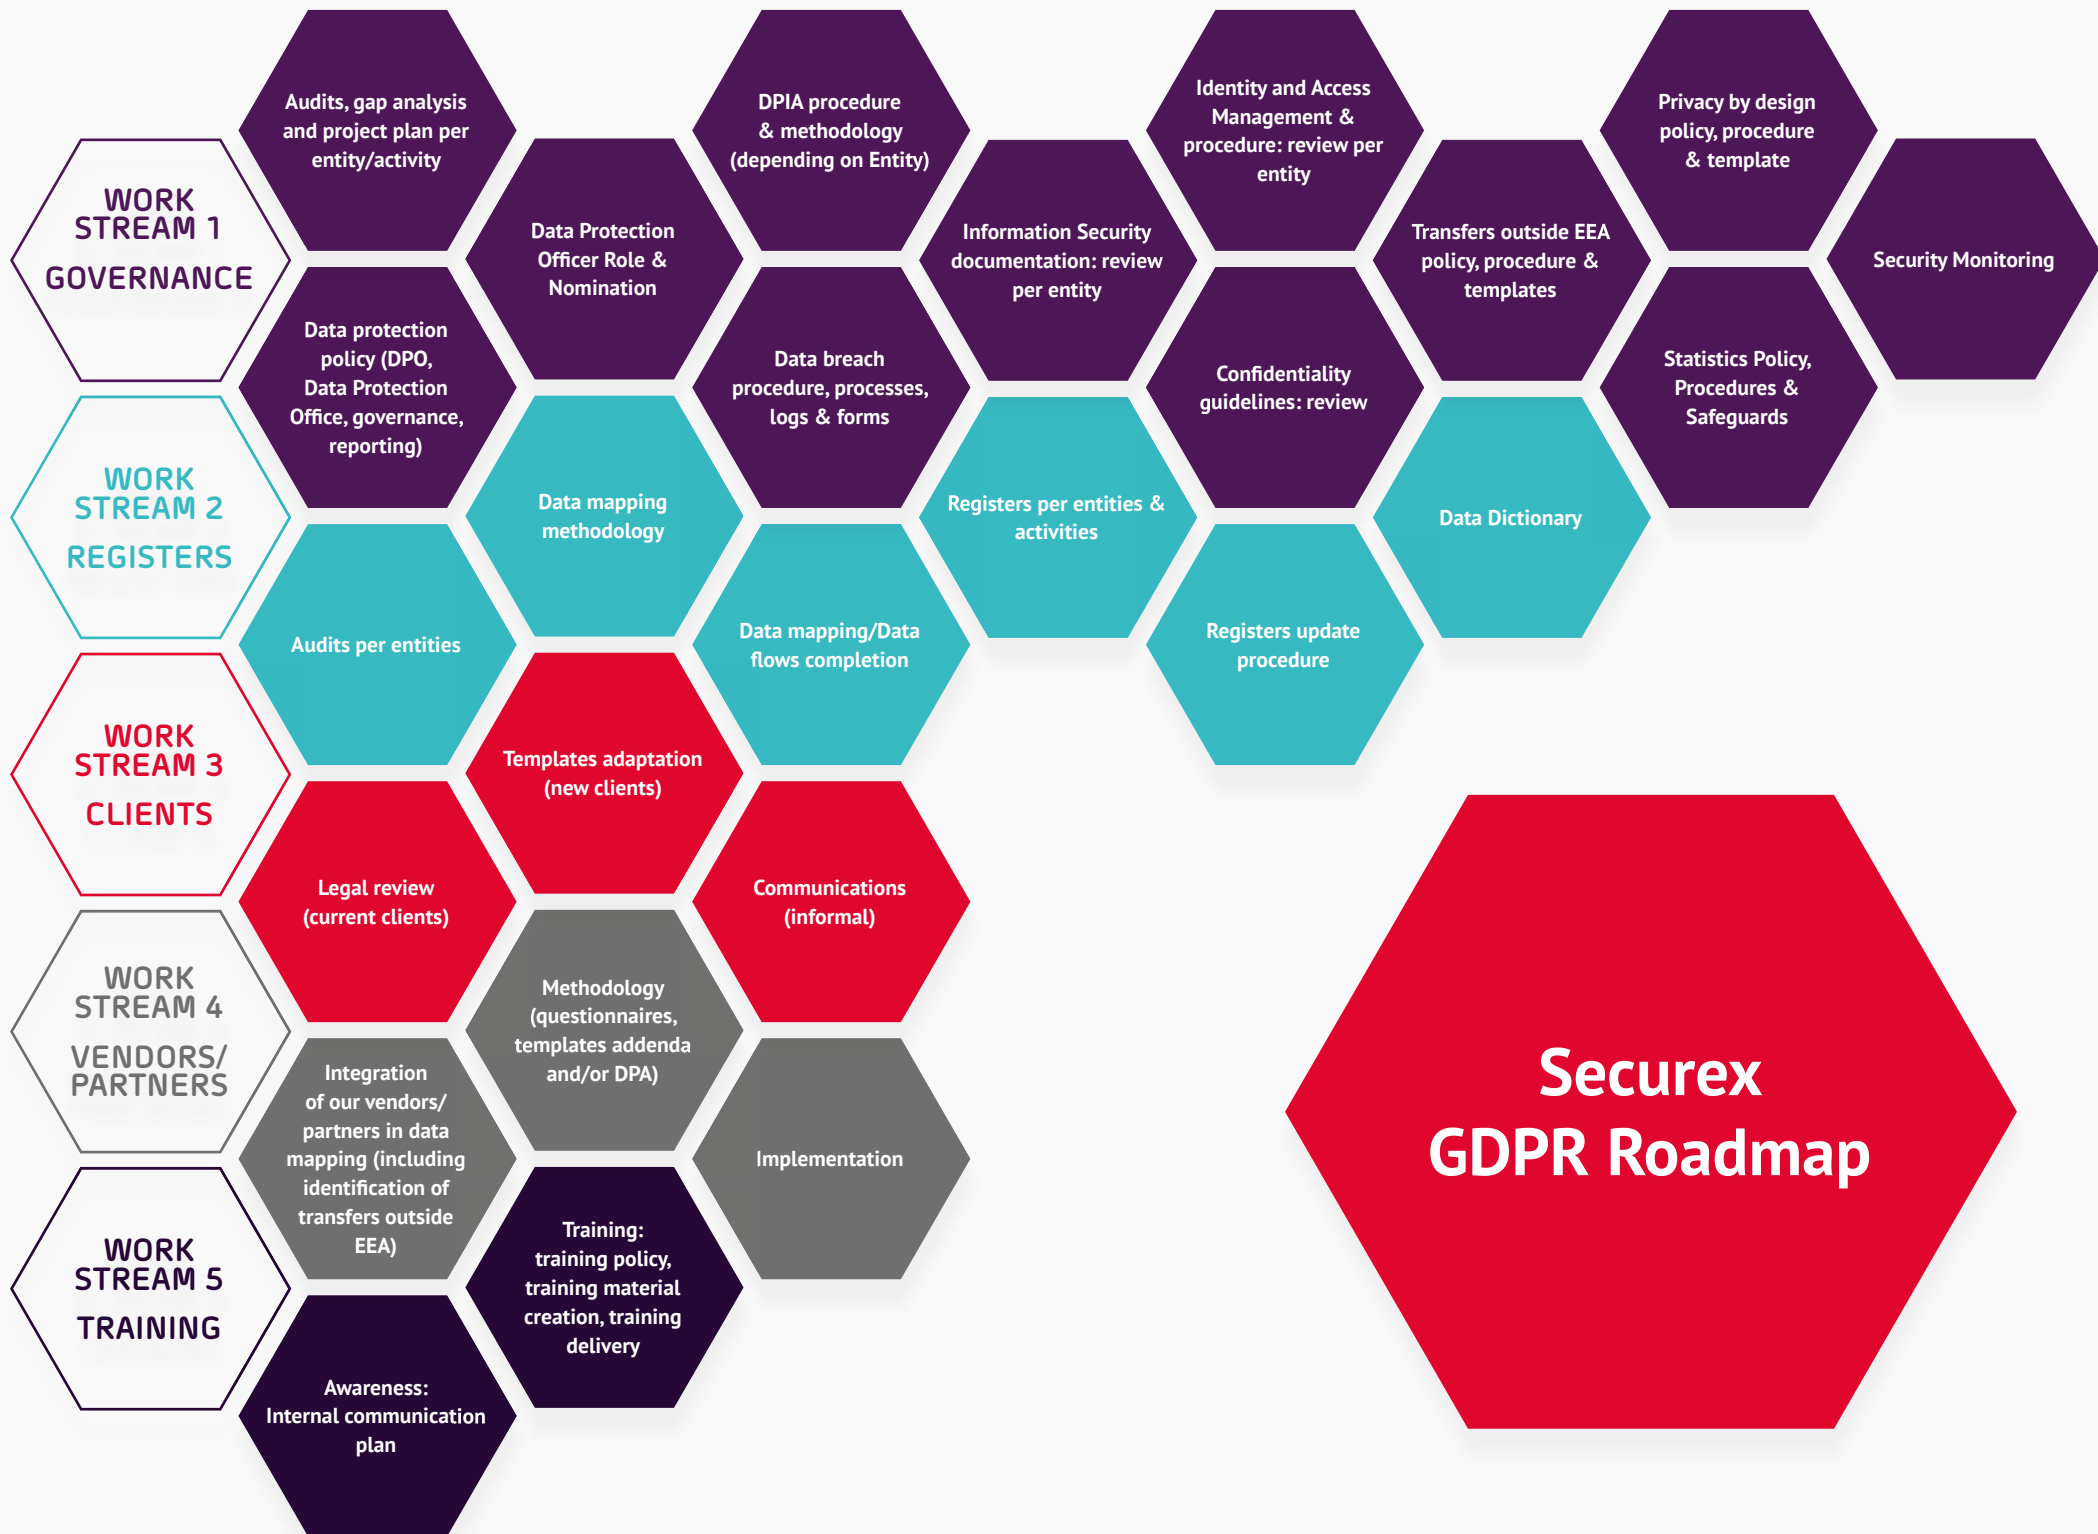 WORK
STREAM 1
GOVERNANCE
Audits, gap analysis
and project plan per
entity/activity
Data protection
policy (DPO,
Data Protection
Office, governance,
reporting)
Data Protection
Officer Role &
Nomination
DPIA procedure
& methodology
(depending on Entity)
Data breach
procedure, processes,
logs & forms
Information Security
documentation: review
per entity
Identity and Access
Management &
procedure: review per
entity
Confidentiality
guidelines: review
Transfers outside EEA
policy, procedure &
templates
Privacy by design
policy, procedure
& template
Statistics Policy,
Procedures &
Safeguards
Security Monitoring
WORK
STREAM 2
REGISTERS
Audits per entities
Data mapping
methodology
Data mapping/Data
flows completion
Registers per entities &
activities
Registers update
procedure
Data Dictionary
WORK
STREAM 3
CLIENTS
Legal review
(current clients)
Templates adaptation
(new clients)
Communications
(informal)
WORK
STREAM 4
VENDORS/
PARTNERS
Integration
of our vendors/
partners in data
mapping (including
identification of
transfers outside
EEA)
Methodology
(questionnaires,
templates addenda
and/or DPA)
Implementation
WORK
STREAM 5
TRAINING
Awareness:
Internal communication
plan
Training:
training policy,
training material
creation, training
delivery
Securex
GDPR Roadmap